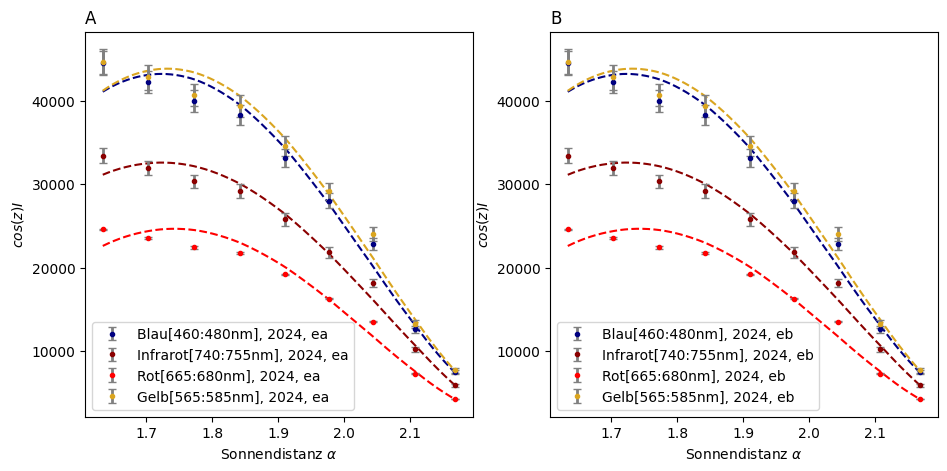 A
B
40000
30000
20000
10000
cos(z)I
Blau[460:480nm], 2024, ea
Infrarot[740:755nm], 2024, ea
Rot[665:680nm], 2024, ea
Gelb[565:585nm], 2024, ea
1.7 1.8 1.9 2.0 2.1
Sonnendistanz α
40000
30000
20000
10000
cos(z)I
Blau[460:480nm], 2024, eb
Infrarot[740:755nm], 2024, eb
Rot[665:680nm], 2024, eb
Gelb[565:585nm], 2024, eb
1.7 1.8 1.9 2.0 2.1
Sonnendistanz α